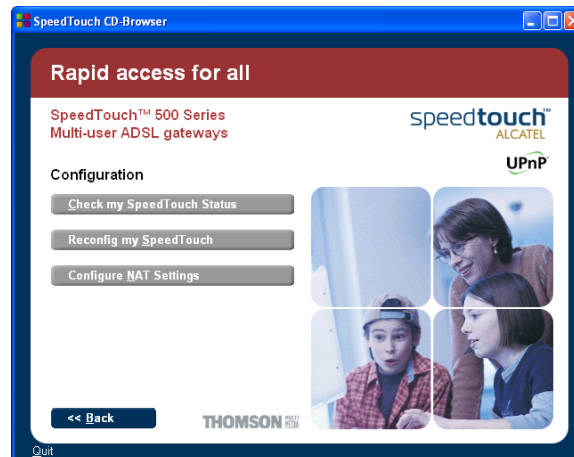 SpeedTouch CD-Browser
Rapid access for all
SpeedTouch™ 500 Series
Multi-user ADSL gateways
speedtouch™
ALCATEL
UPnP
Configuration
Check my SpeedTouch Status
Reconfig my SpeedTouch
Configure NAT Settings
<< Back
THOMSON
Quit